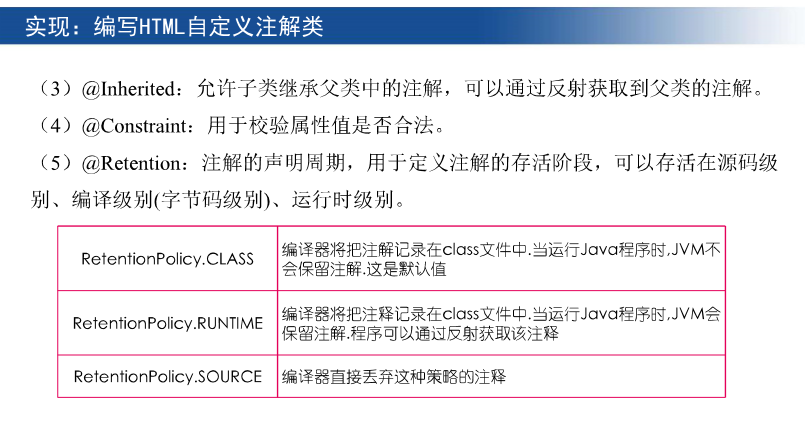 实现：编写HTML自定义注解类
（3）@Inherited：允许子类继承父类中的注解，可以通过反射获取到父类的注解。
（4）@Constraint：用于校验属性值是否合法。
（5）@Retention：注解的声明周期，用于定义注解的存活阶段，可以存活在源码级
别、编译级别(字节码级别)、运行时级别。
RetentionPolicy.CLASS
编译器将把注解记录在class文件中.当运行Java程序时,JVM不
会保留注解.这是默认值
RetentionPolicy.RUNTIME
编译器将把注释记录在class文件中.当运行Java程序时,JVM会
保留注解.程序可以通过反射获取该注释
RetentionPolicy.SOURCE
编译器直接丢弃这种策略的注释